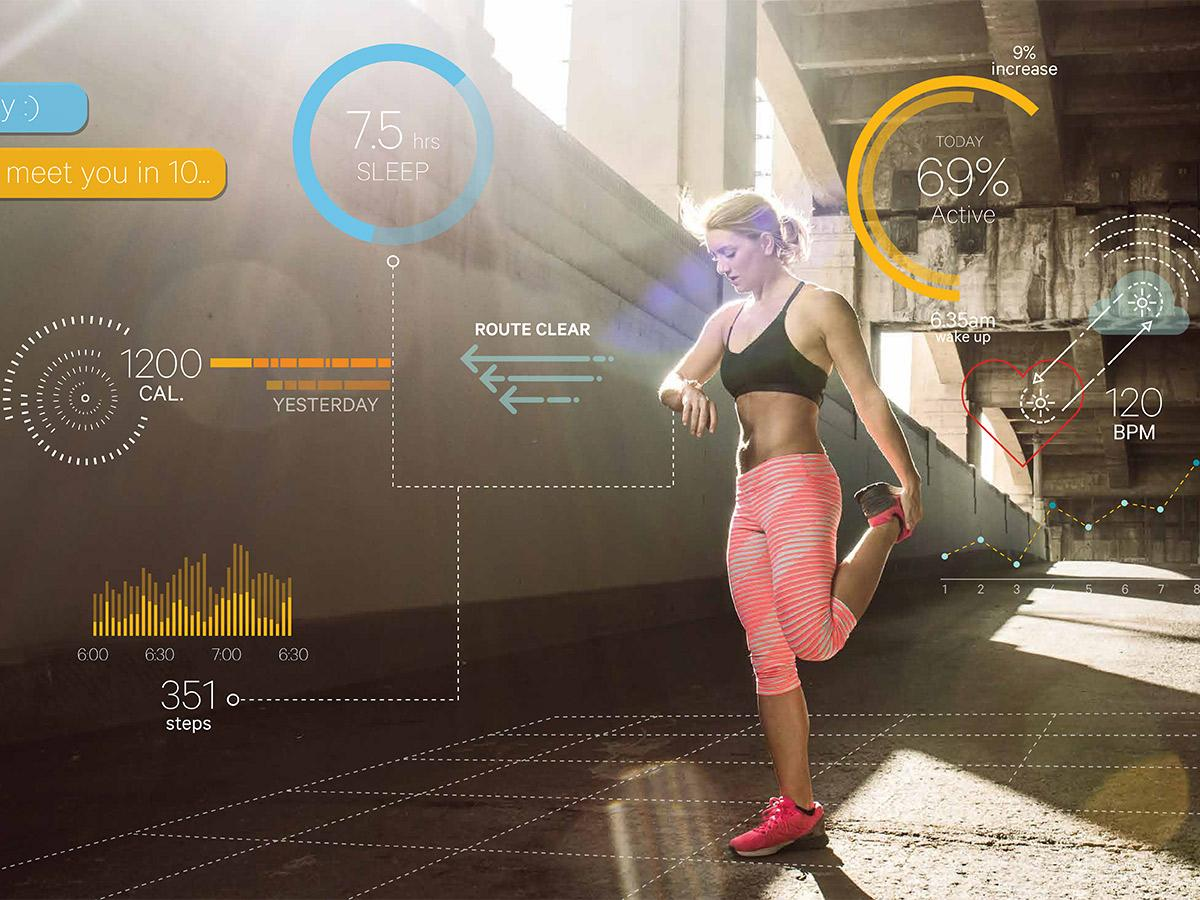 9%
increase
y :)
7.5 hrs
SLEEP
TODAY
69%
Active
meet you in 10...
6.35am
wake up
ROUTE CLEAR
1200
CAL.
YESTERDAY
120
BPM
1 2 3 4 5 6 7 8
6:00 6:30 7:00 6:30
351
steps